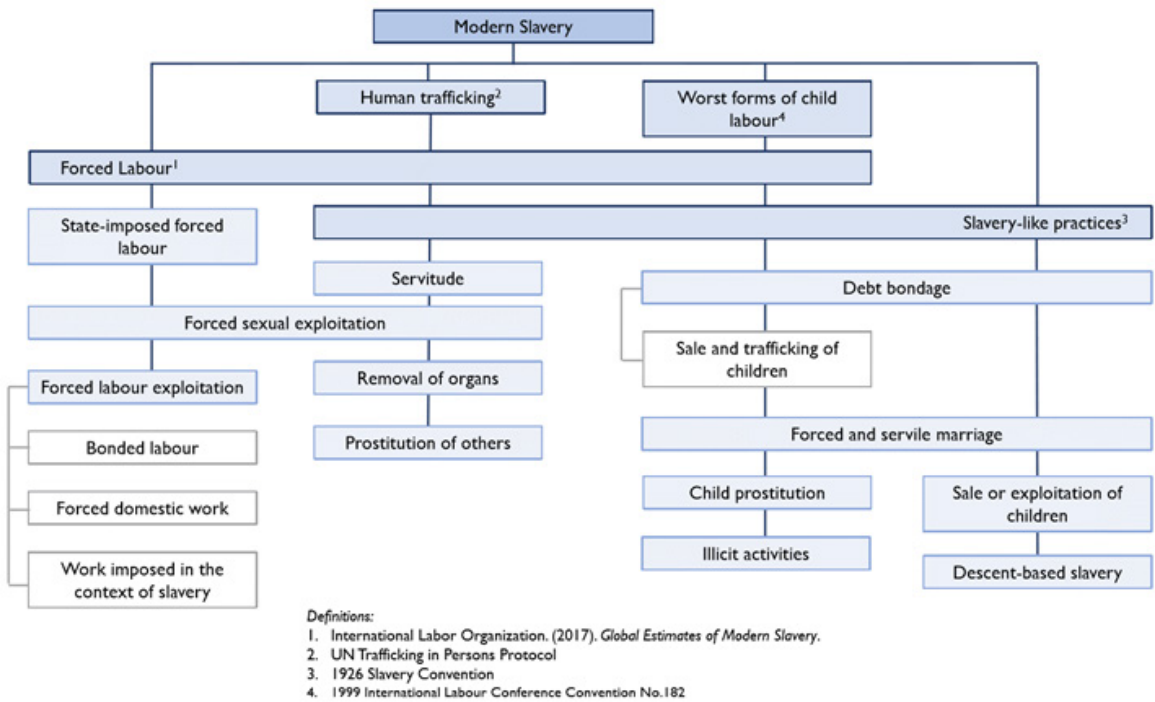 Modern Slavery
Human trafficking²
Worst forms of child
labour⁴
Forced Labour¹
State-imposed forced
labour
Slavery-like practices³
Servitude
Debt bondage
Forced sexual exploitation
Sale and trafficking of
children
Forced labour exploitation
Removal of organs
Bonded labour
Prostitution of others
Forced and servile marriage
Forced domestic work
Child prostitution
Sale or exploitation of
children
Work imposed in the
context of slavery
Illicit activities
Descent-based slavery
Definitions:
1. International Labor Organization. (2017). Global Estimates of Modern Slavery.
2. UN Trafficking in Persons Protocol
3. 1926 Slavery Convention
4. 1999 International Labour Conference Convention No.182